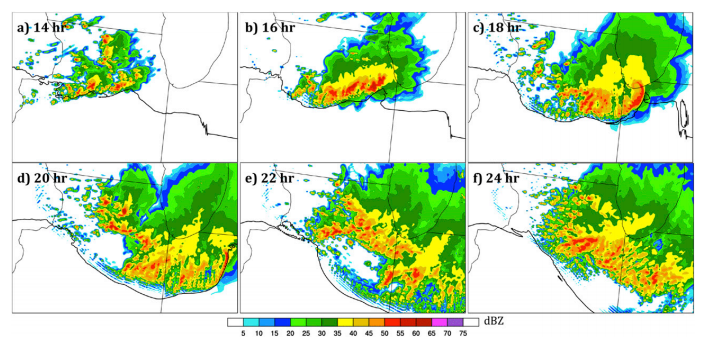 a) 14 hr
b) 16 hr
c) 18 hr
d) 20 hr
e) 22 hr
f) 24 hr
dBZ
5 10 15 20 25 30 35 40 45 50 55 60 65 70 75